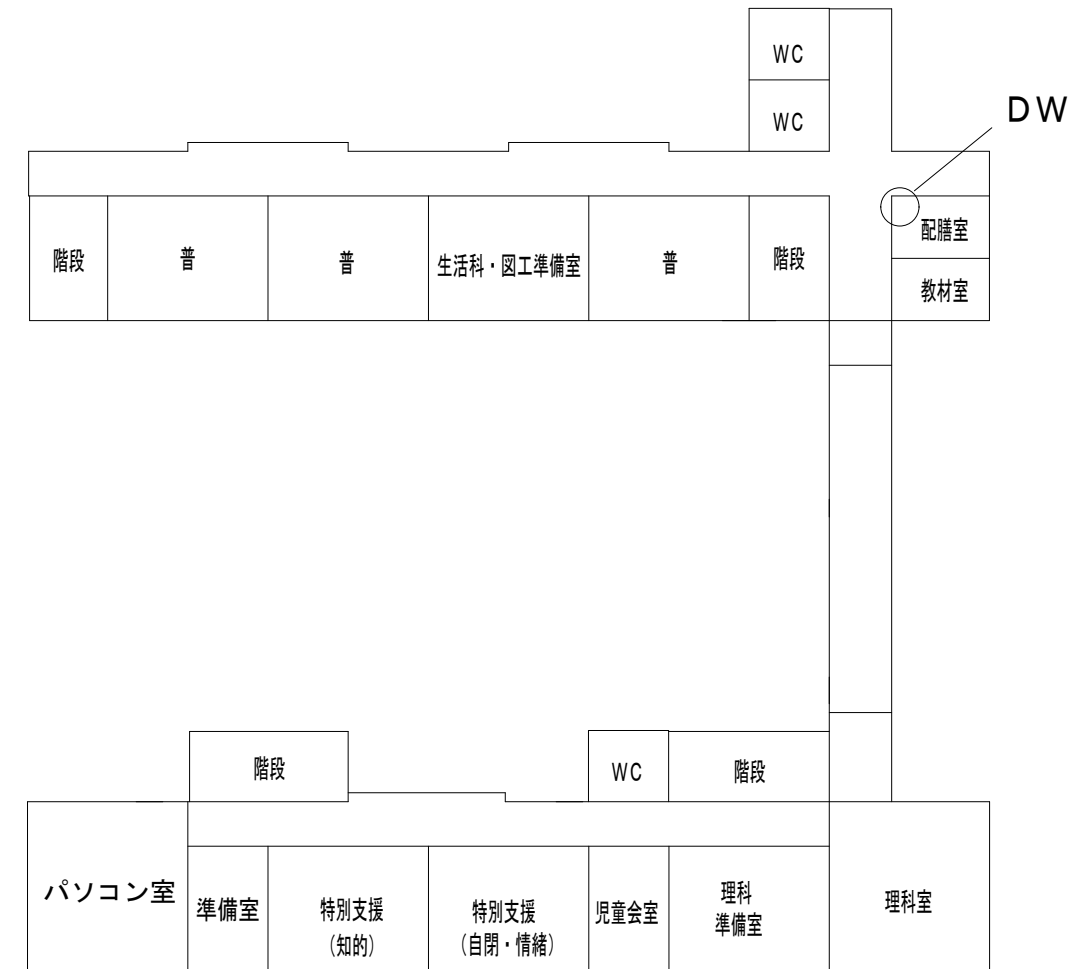 WC
DW
WC
配膳室
階段
普
普
生活科・図工準備室
普
階段
教材室
階段
WC
階段
パソコン室
準備室
特別支援
(知的)
特別支援
(自閉・情緒)
児童会室
理科
準備室
理科室